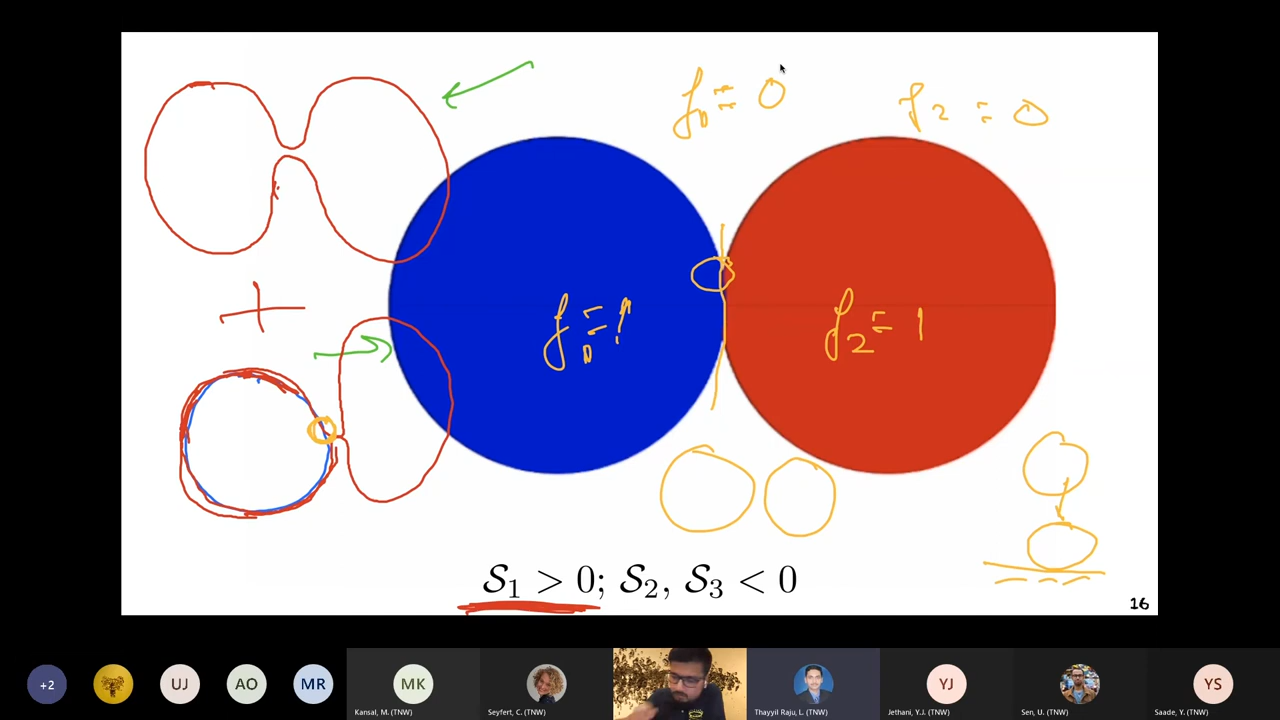 f₀ = 0
f₂ = 0
+
f₀ = 1
f₂ = 1
𝒮₁ > 0; 𝒮₂, 𝒮₃ < 0
16
+2
UJ
AO
MR
MK
Kansal, M. (TNW)
Seyfert, C. (TNW)
Thayyil Raju, L. (TNW)
YJ
Jethani, Y.J. (TNW)
Sen, U. (TNW)
YS
Saade, Y. (TNW)